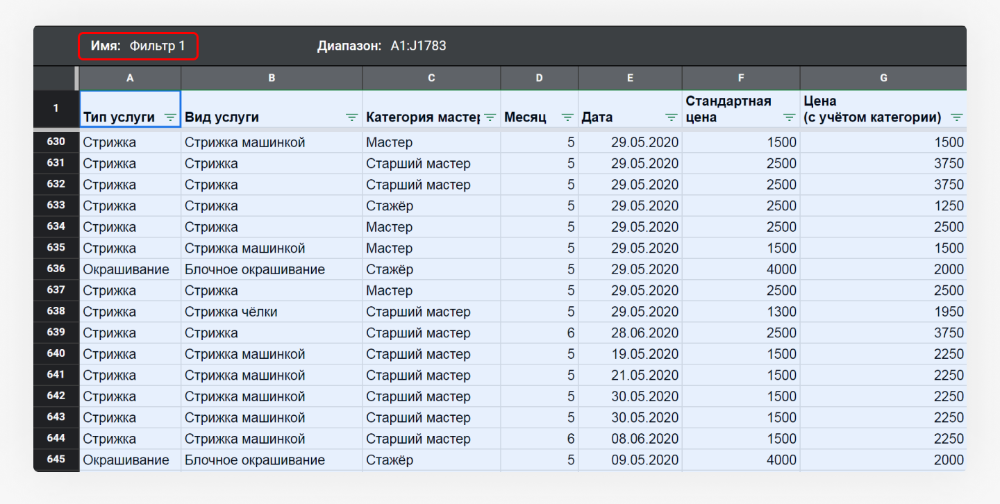 Имя: Фильтр 1 Диапазон: A1:J1783
A B C D E F G
1 Тип услуги Вид услуги Категория мастер Месяц Дата Стандартная цена Цена (с учётом категории)
630 Стрижка Стрижка машинкой Мастер 5 29.05.2020 1500 1500
631 Стрижка Стрижка Старший мастер 5 29.05.2020 2500 3750
632 Стрижка Стрижка Старший мастер 5 29.05.2020 2500 3750
633 Стрижка Стрижка Стажёр 5 29.05.2020 2500 1250
634 Стрижка Стрижка Мастер 5 29.05.2020 2500 2500
635 Стрижка Стрижка машинкой Мастер 5 29.05.2020 1500 1500
636 Окрашивание Блочное окрашивание Стажёр 5 29.05.2020 4000 2000
637 Стрижка Стрижка Мастер 5 29.05.2020 2500 2500
638 Стрижка Стрижка чёлки Старший мастер 5 29.05.2020 1300 1950
639 Стрижка Стрижка Старший мастер 6 28.06.2020 2500 3750
640 Стрижка Стрижка машинкой Старший мастер 5 19.05.2020 1500 2250
641 Стрижка Стрижка машинкой Старший мастер 5 21.05.2020 1500 2250
642 Стрижка Стрижка машинкой Старший мастер 5 30.05.2020 1500 2250
643 Стрижка Стрижка машинкой Старший мастер 5 30.05.2020 1500 2250
644 Стрижка Стрижка машинкой Старший мастер 6 08.06.2020 1500 2250
645 Окрашивание Блочное окрашивание Стажёр 5 09.05.2020 4000 2000